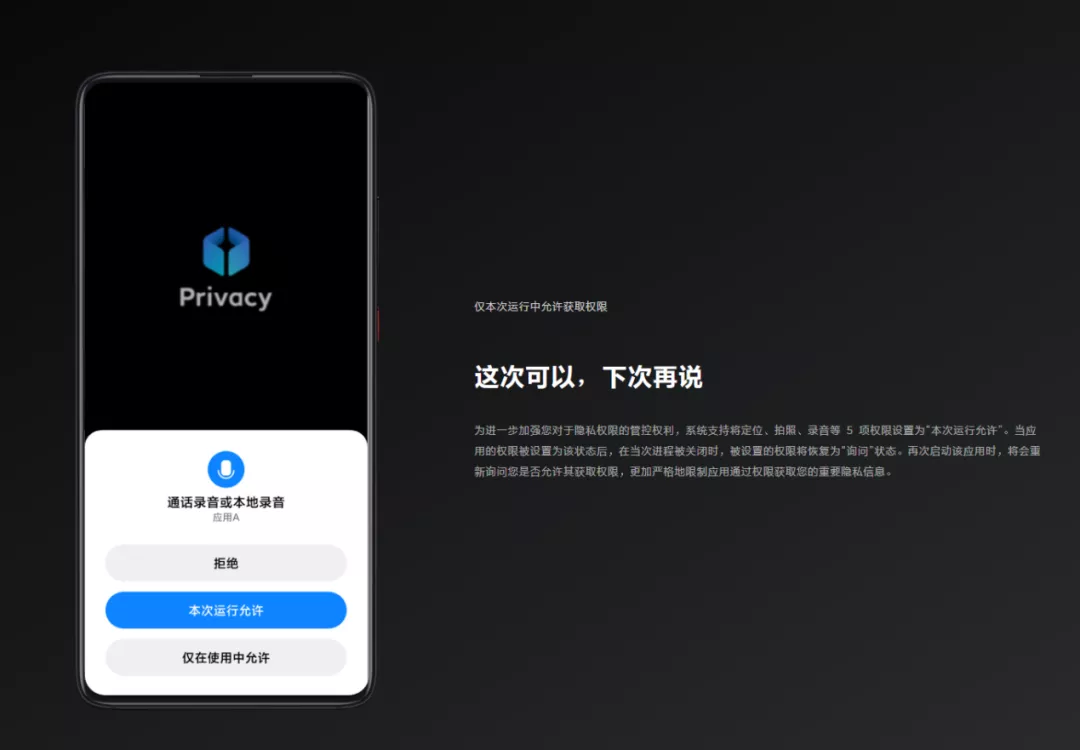 Privacy
通话录音或本地录音
应用A
拒绝
本次运行允许
仅在使用中允许
仅本次运行中允许获取权限
这次可以，下次再说
为进一步加强您对于隐私权限的管控权利，系统支持将定位、拍照、录音等 5 项权限设置为“本次运行允许”。当应
用的权限被设置为该状态后，在当次进程被关闭时，被设置的权限将恢复为“询问”状态。再次启动该应用时，将会重
新询问您是否允许其获取权限，更加严格地限制应用通过权限获取您的重要隐私信息。